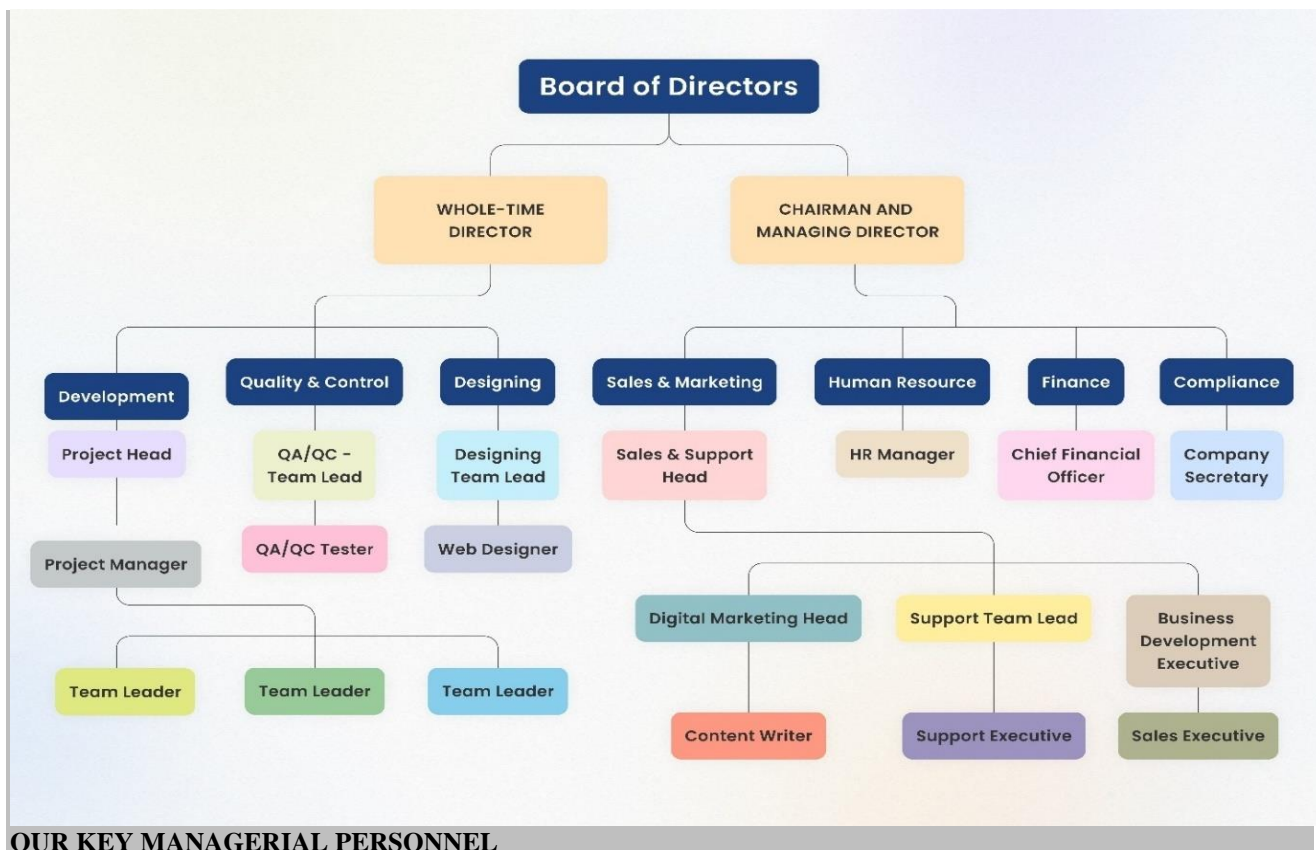 Board of Directors
WHOLE-TIME
DIRECTOR
CHAIRMAN AND
MANAGING DIRECTOR
Development
Quality & Control
Designing
Sales & Marketing
Human Resource
Finance
Compliance
Project Head
QA/QC -
Team Lead
Designing
Team Lead
Sales & Support
Head
HR Manager
Chief Financial
Officer
Company
Secretary
Project Manager
QA/QC Tester
Web Designer
Digital Marketing Head
Support Team Lead
Business
Development
Executive
Team Leader
Team Leader
Team Leader
Content Writer
Support Executive
Sales Executive
OUR KEY MANAGERIAL PERSONNEL